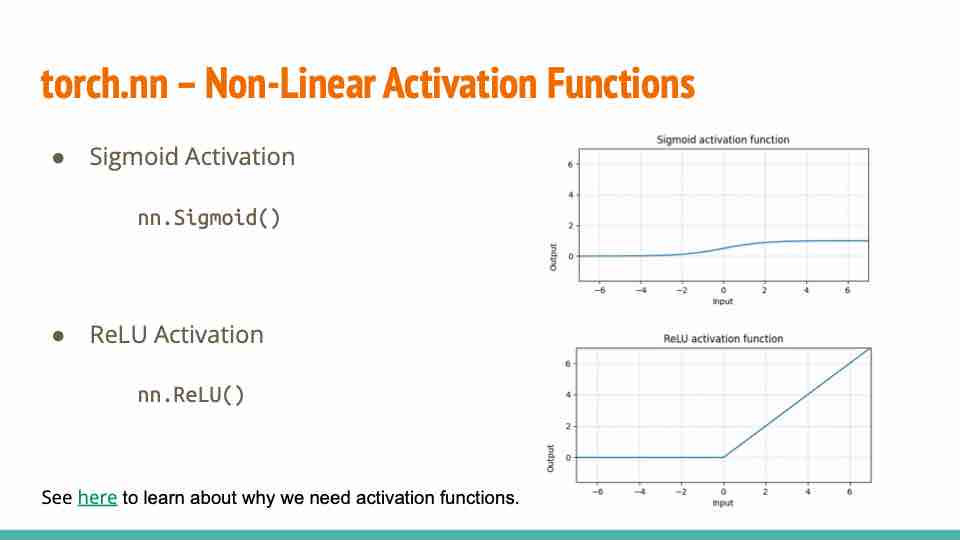 torch.nn – Non-Linear Activation Functions
● Sigmoid Activation
nn.Sigmoid()
Sigmoid activation function
6
4
2
0
Output
−6 −4 −2 0 2 4 6
Input
● ReLU Activation
nn.ReLU()
ReLU activation function
6
4
2
0
Output
−6 −4 −2 0 2 4 6
Input
See here to learn about why we need activation functions.